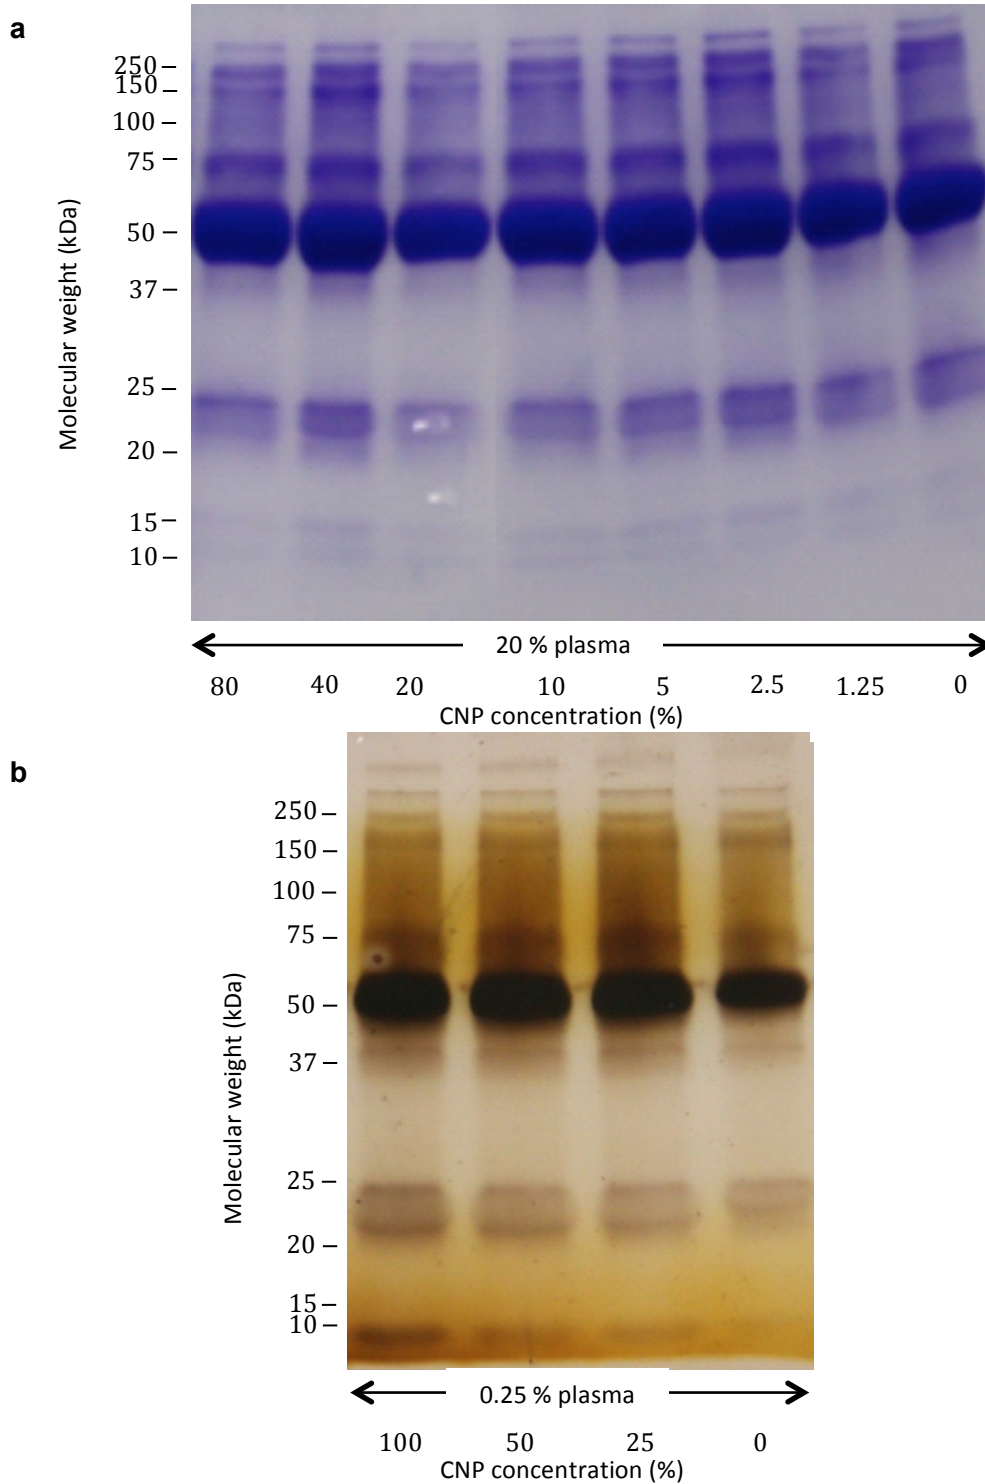 a
Molecular weight (kDa)
250
150
100
75
50
37
25
20
15
10
20 % plasma
80 40 20 10 5 2.5 1.25 0
CNP concentration (%)
b
Molecular weight (kDa)
250
150
100
75
50
37
25
20
15
10
0.25 % plasma
100 50 25 0
CNP concentration (%)